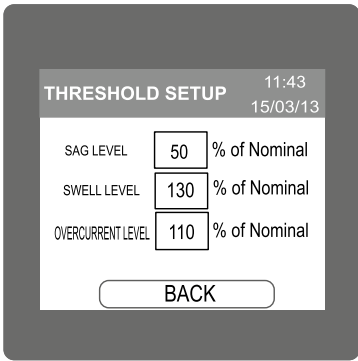 THRESHOLD SETUP
11:43
15/03/13
SAG LEVEL 50 % of Nominal
SWELL LEVEL 130 % of Nominal
OVERCURRENT LEVEL 110 % of Nominal
BACK